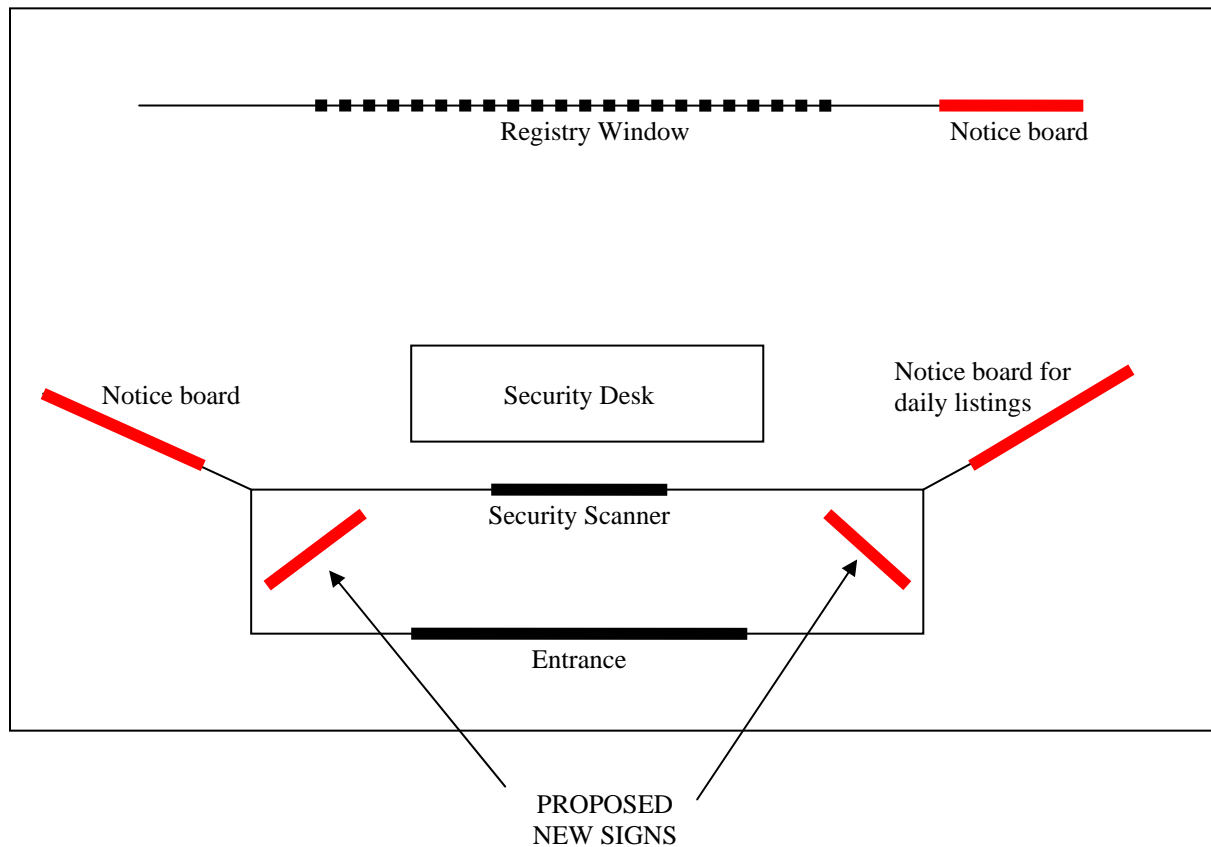 Registry Window
Notice board
Notice board
Security Desk
Notice board for
daily listings
Security Scanner
Entrance
PROPOSED
NEW SIGNS